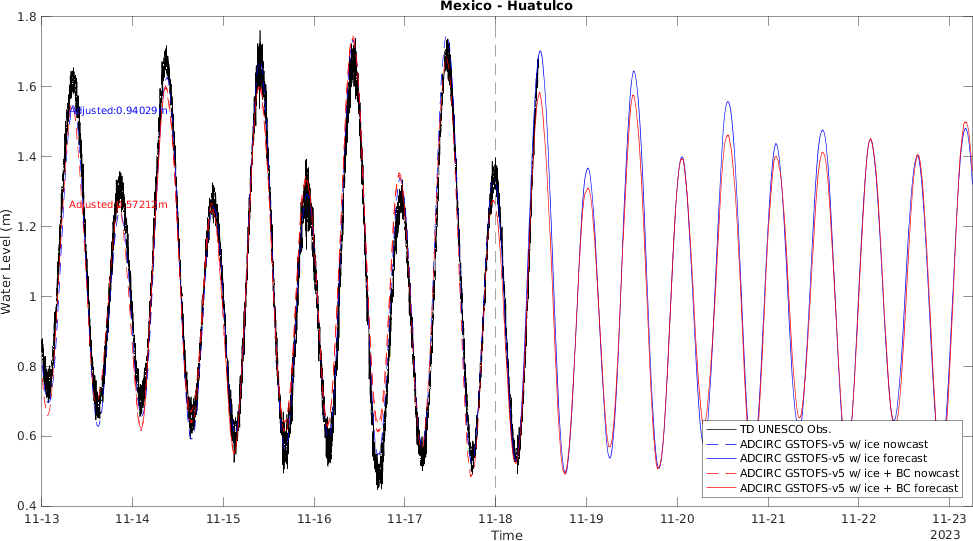 Mexico - Huatulco
1.8
1.6
1.4
1.2
1
0.8
0.6
0.4
Water Level (m)
Adjusted:0.94029m
TD UNESCO Obs.
ADCIRC GSTOFS-v5 w/ ice nowcast
ADCIRC GSTOFS-v5 w/ ice forecast
ADCIRC GSTOFS-v5 w/ ice + BC nowcast
ADCIRC GSTOFS-v5 w/ ice + BC forecast
11-13 11-14 11-15 11-16 11-17 11-18 11-19 11-20 11-21 11-22 11-23
Time
2023